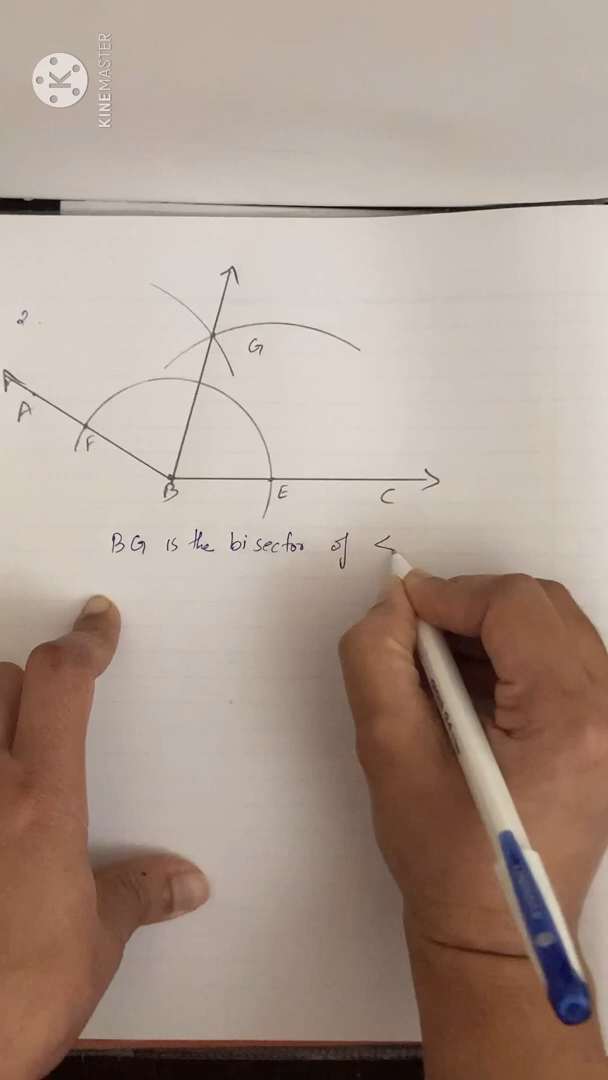 KINEMASTER
2.
G
A
F
B
E
C
BG is the bisector of <